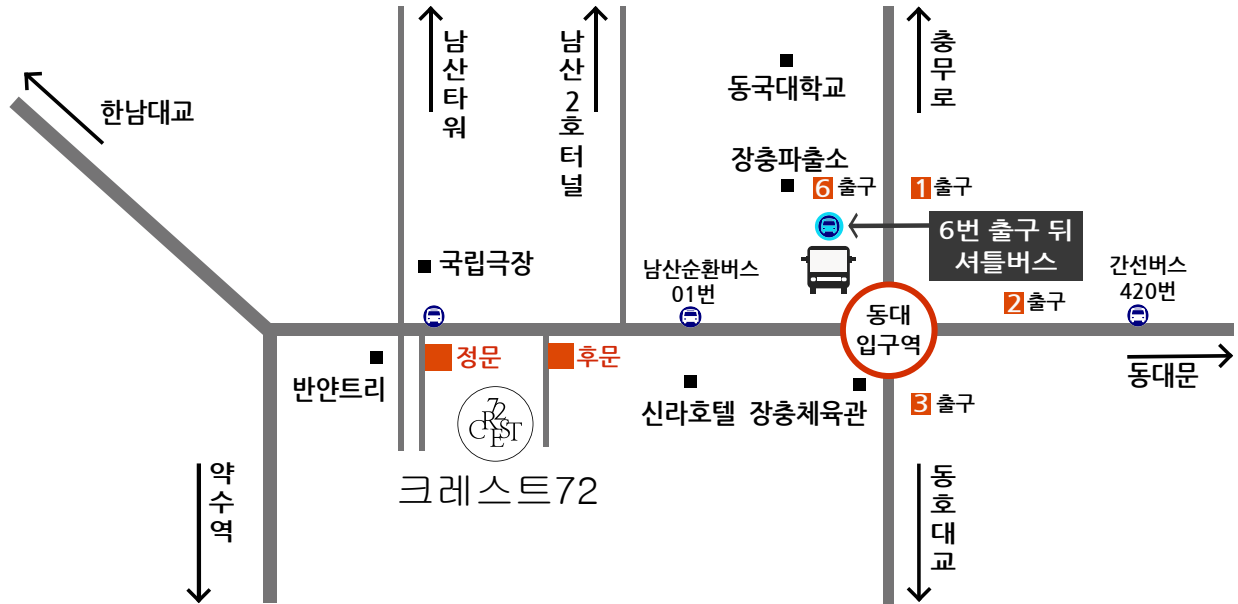 한남대교
남산타워
남산2호터널
동국대학교
충무로
장충파출소
6 출구
1 출구
6번 출구 뒤
셔틀버스
국립극장
남산순환버스
01번
간선버스
420번
2 출구
동대
입구역
정문
후문
반얀트리
동대문
신라호텔
장충체육관
3 출구
72
CREST
크레스트72
약수역
동호대교